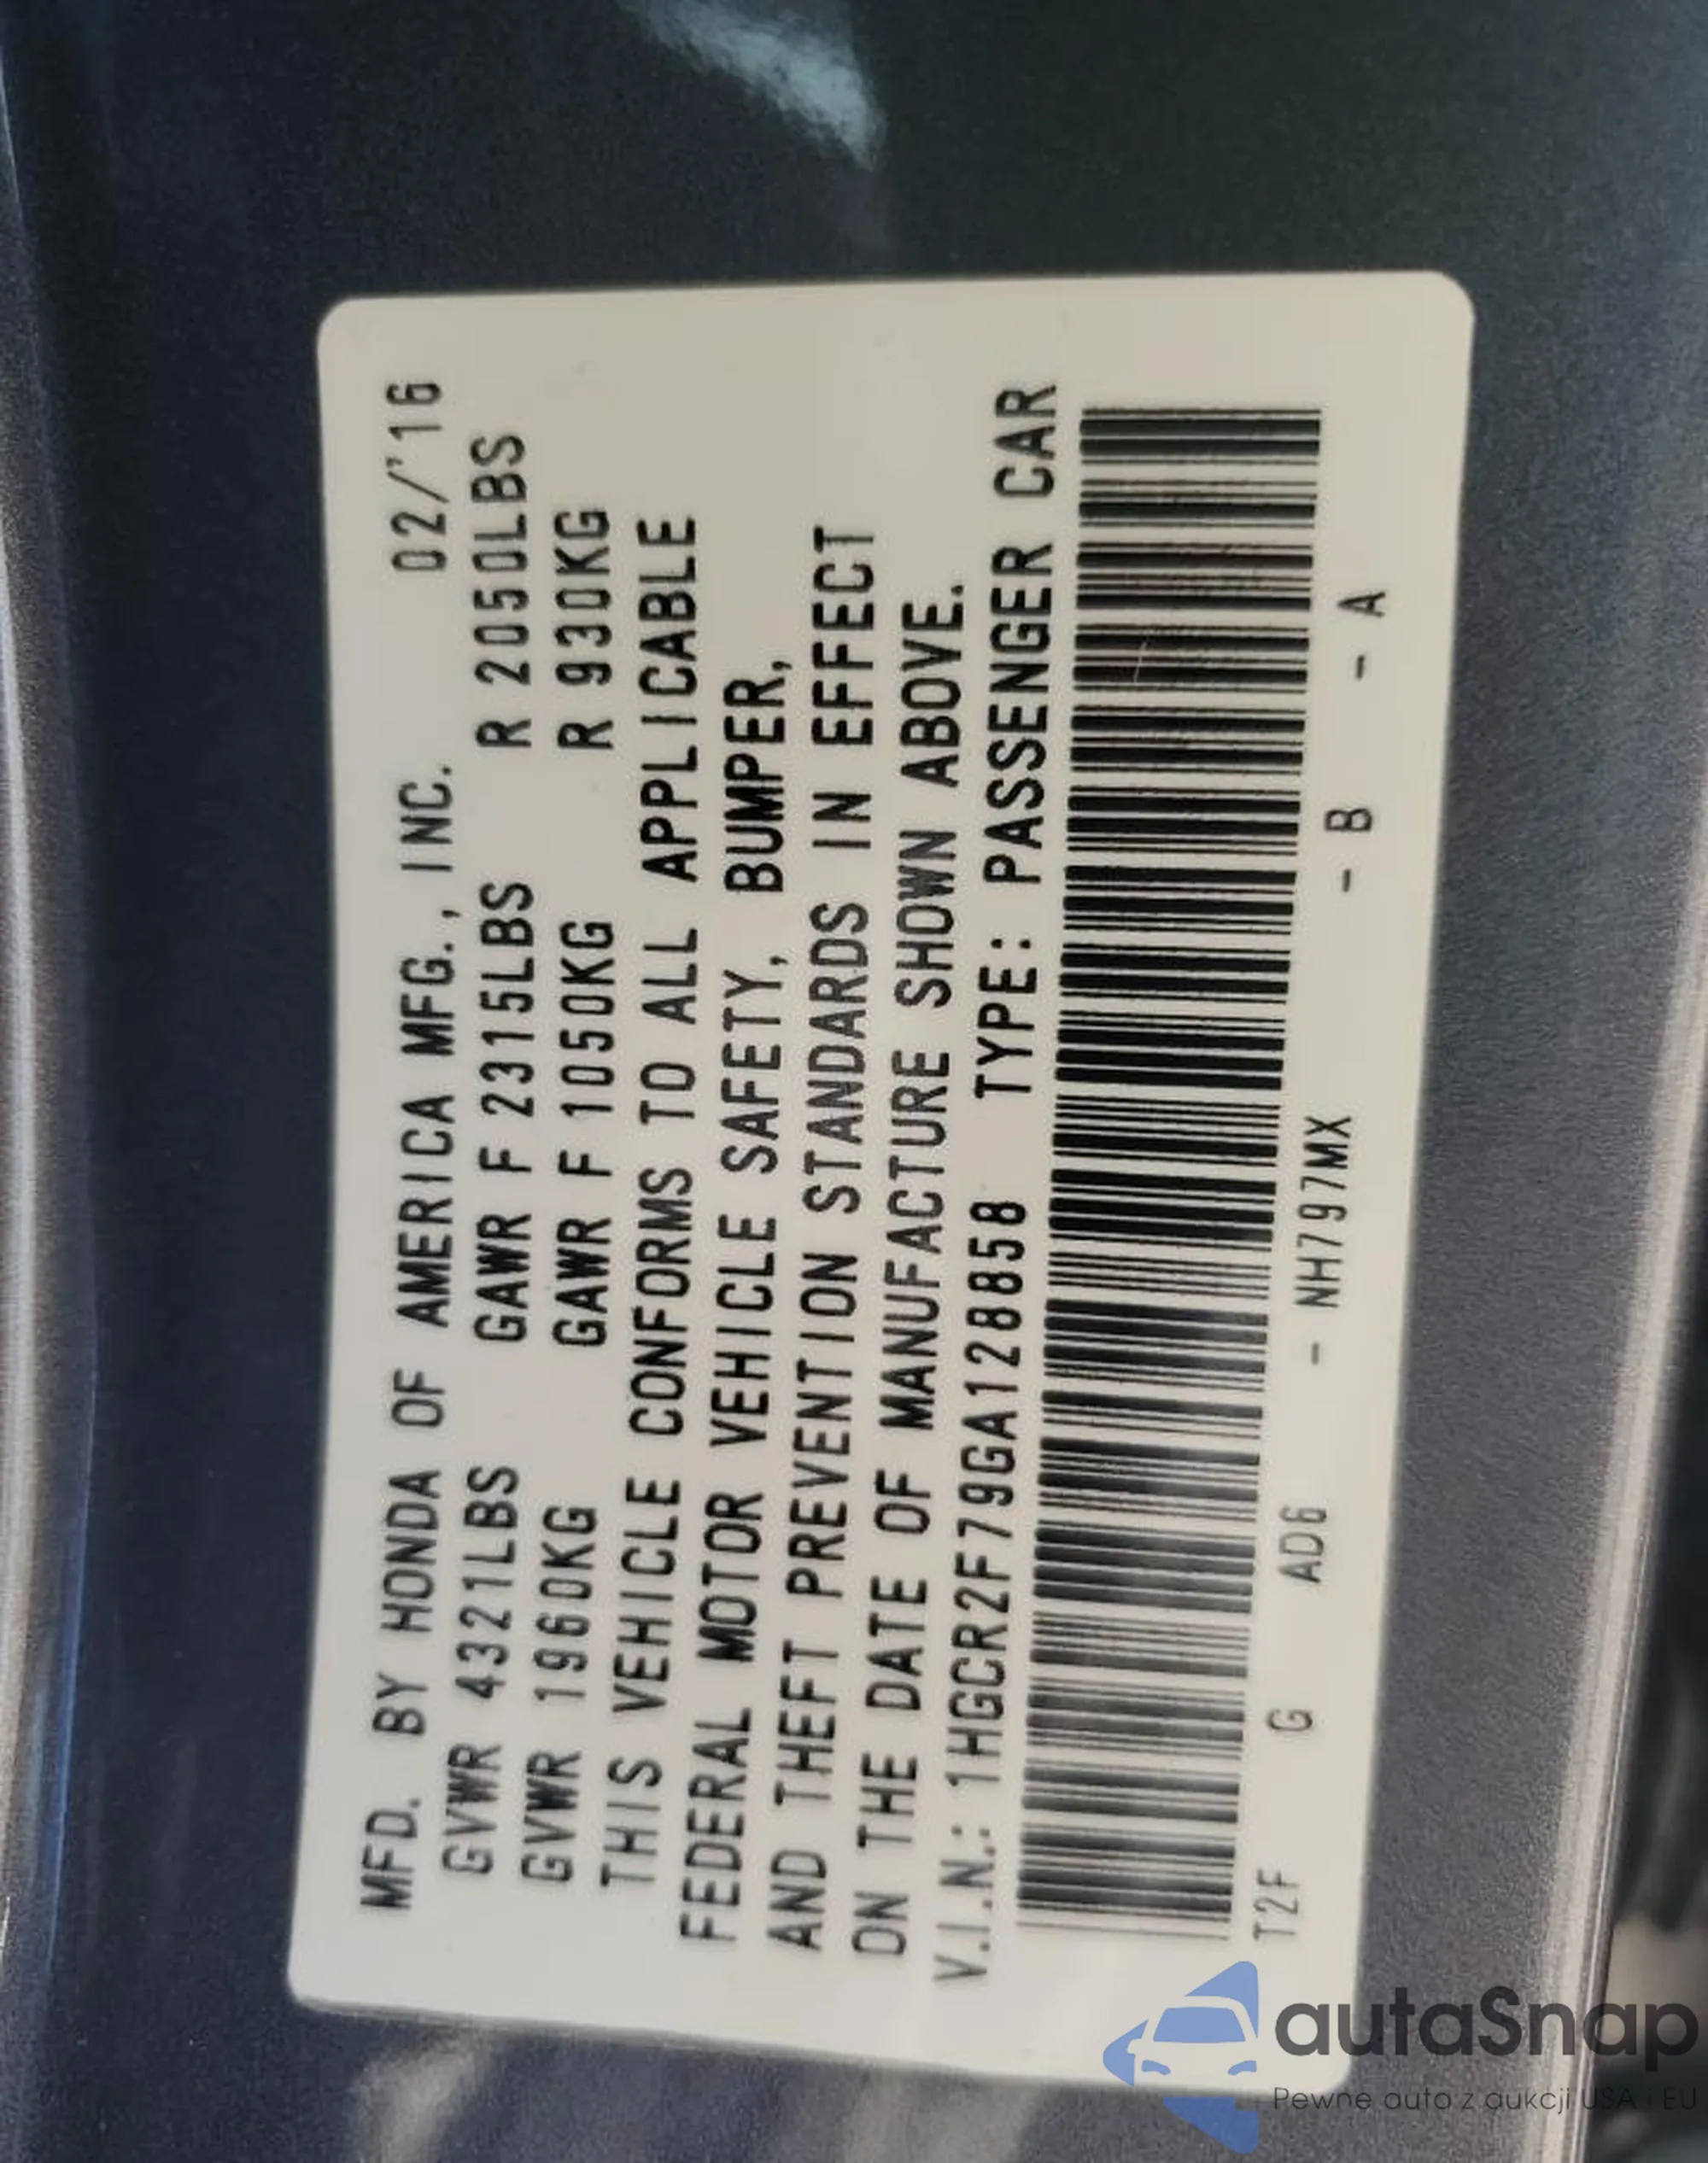 MFD. BY HONDA OF AMERICA MFG., INC. 02/'16
GVWR 4321LBS GAWR F 2315LBS R 2050LBS
GVWR 1960KG GAWR F 1050KG R 930KG
THIS VEHICLE CONFORMS TO ALL APPLICABLE
FEDERAL MOTOR VEHICLE SAFETY, BUMPER,
AND THEFT PREVENTION STANDARDS IN EFFECT
ON THE DATE OF MANUFACTURE SHOWN ABOVE.
V.I.N.: 1HGCR2F79GA128858 TYPE: PASSENGER CAR
T2F G AD6 - NH797MX - B - A
autaSnap
Pewne auto z aukcji USA i EU